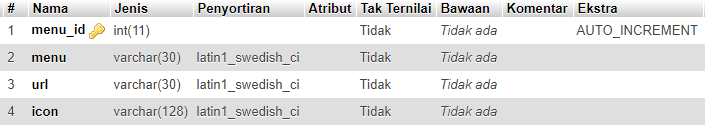 # Nama Jenis Penyortiran Atribut Tak Ternilai Bawaan Komentar Ekstra
1 menu_id int(11) Tidak Tidak ada AUTO_INCREMENT
2 menu varchar(30) latin1_swedish_ci Tidak Tidak ada
3 url varchar(30) latin1_swedish_ci Tidak Tidak ada
4 icon varchar(128) latin1_swedish_ci Tidak Tidak ada